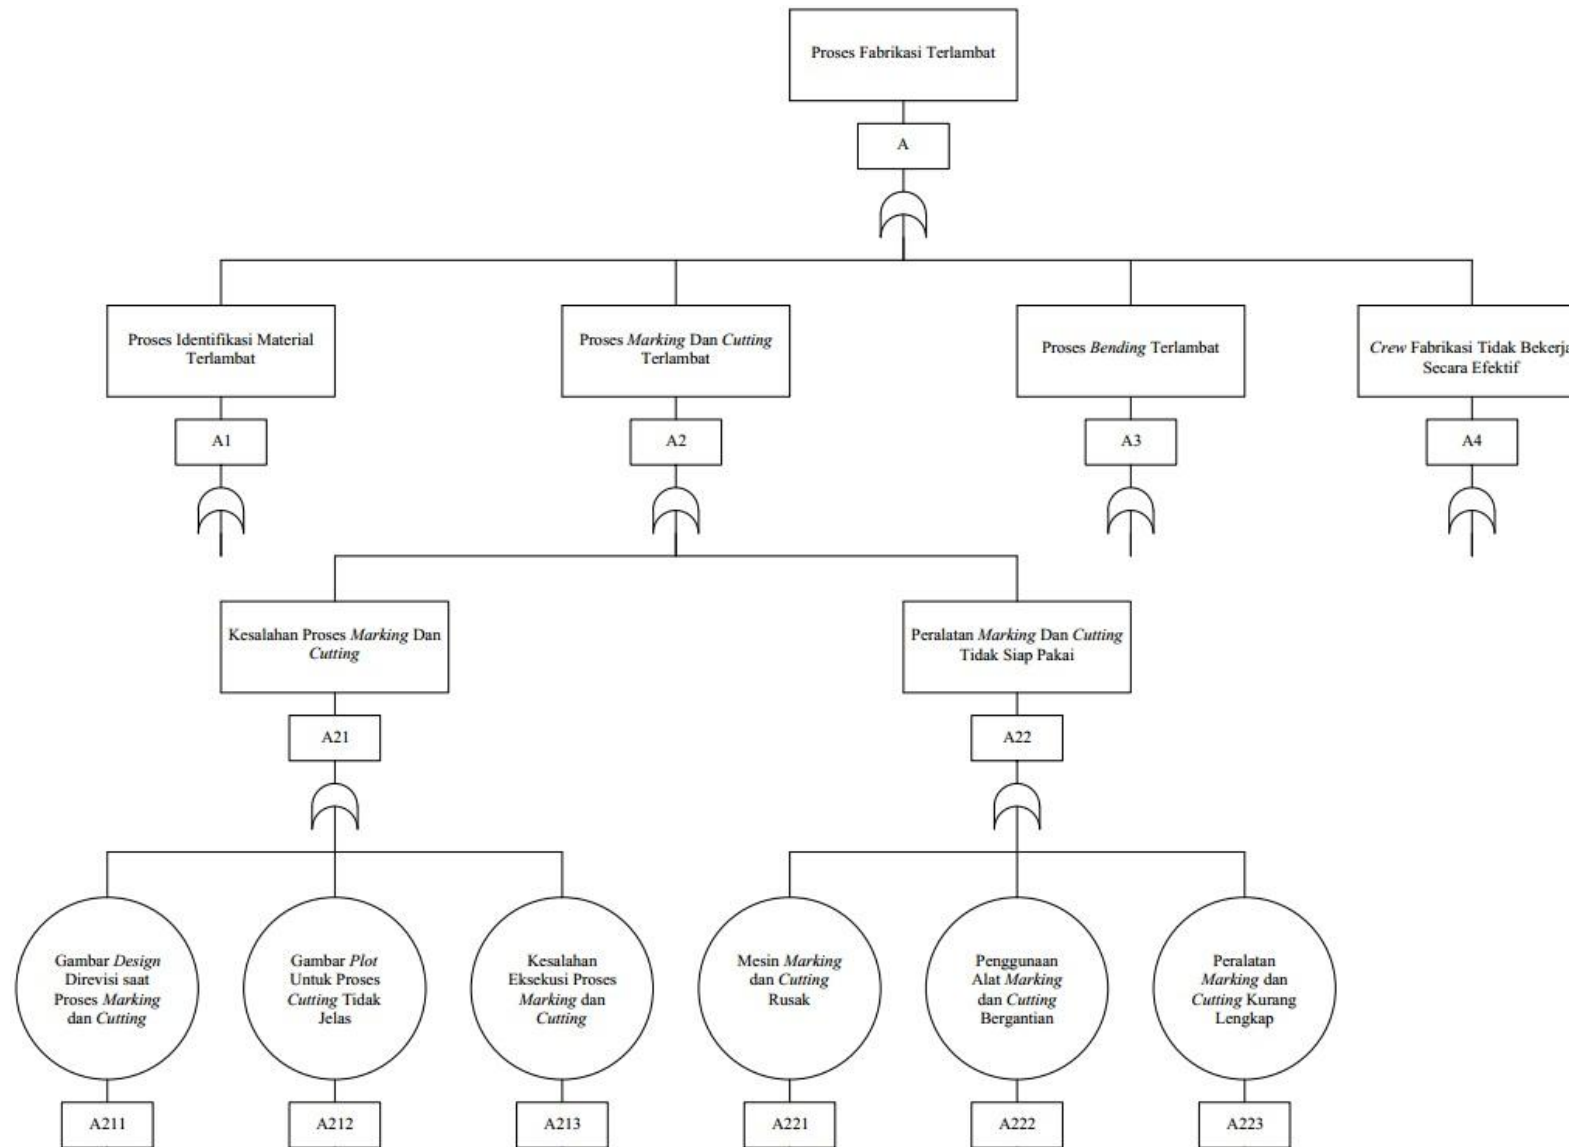 Proses Fabrikasi Terlambat
A
Proses Identifikasi Material
Terlambat
Proses Marking Dan Cutting
Terlambat
Proses Bending Terlambat
Crew Fabrikasi Tidak Bekerja
Secara Efektif
A1
A2
A3
A4
Kesalahan Proses Marking Dan
Cutting
Peralatan Marking Dan Cutting
Tidak Siap Pakai
A21
A22
Gambar Design
Direvisi saat
Proses Marking
dan Cutting
Gambar Plot
Untuk Proses
Cutting Tidak
Jelas
Kesalahan
Eksekusi Proses
Marking dan
Cutting
Mesin Marking
dan Cutting
Rusak
Penggunaan
Alat Marking
dan Cutting
Bergantian
Peralatan
Marking dan
Cutting Kurang
Lengkap
A211
A212
A213
A221
A222
A223